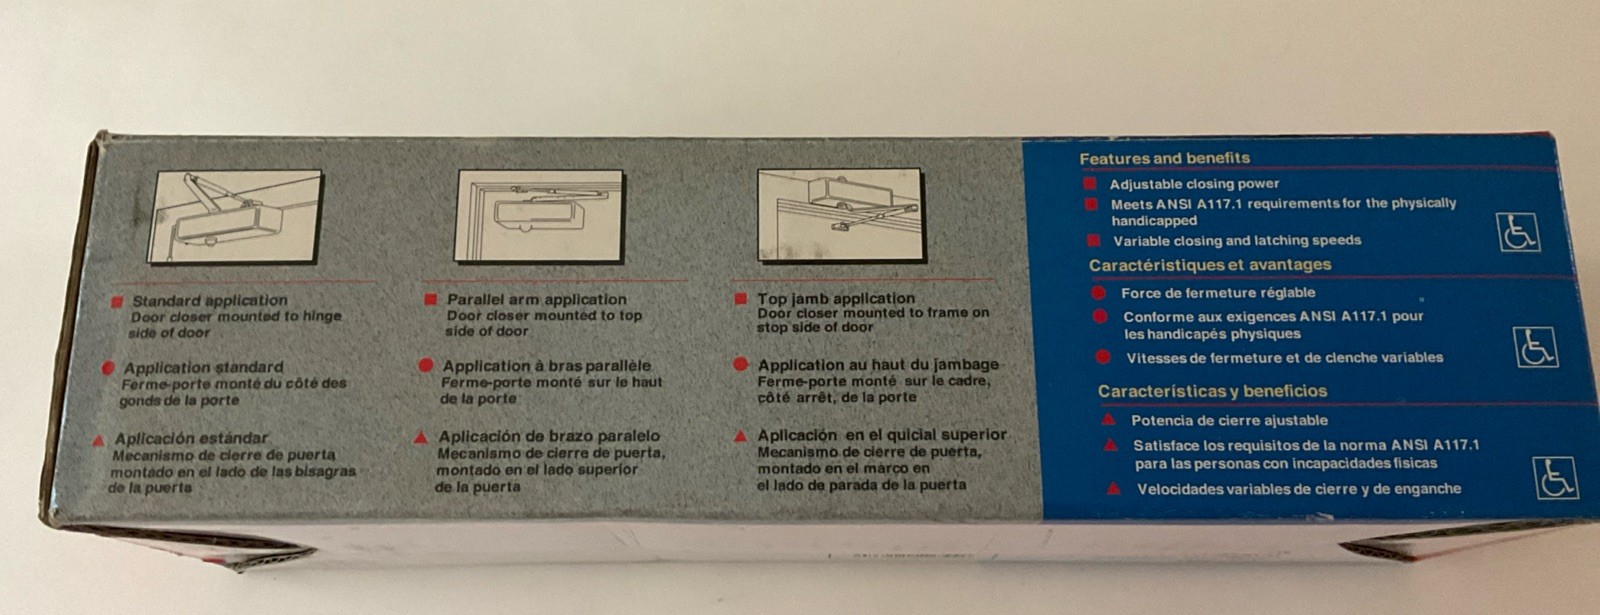 Standard application
Door closer mounted to hinge
side of door
Application standard
Ferme-porte monté du côté des
gonds de la porte
Aplicación estándar
Mecanismo de cierre de puerta
montado en el lado de las bisagras
de la puerta
Parallel arm application
Door closer mounted to top
side of door
Application à bras parallèle
Ferme-porte monté sur le haut
de la porte
Aplicación de brazo paralelo
Mecanismo de cierre de puerta,
montado en el lado superior
de la puerta
Top jamb application
Door closer mounted to frame on
stop side of door
Application au haut du jambage
Ferme-porte monté sur le cadre,
côté arrêt, de la porte
Aplicación en el quicial superior
Mecanismo de cierre de puerta,
montado en el marco en
el lado de parada de la puerta
Features and benefits
Adjustable closing power
Meets ANSI A117.1 requirements for the physically
handicapped
Variable closing and latching speeds
Caractéristiques et avantages
Force de fermeture réglable
Conforme aux exigences ANSI A117.1 pour
les handicapés physiques
Vitesses de fermeture et de clenche variables
Características y beneficios
Potencia de cierre ajustable
Satisface los requisitos de la norma ANSI A117.1
para las personas con incapacidades físicas
Velocidades variables de cierre y de enganche